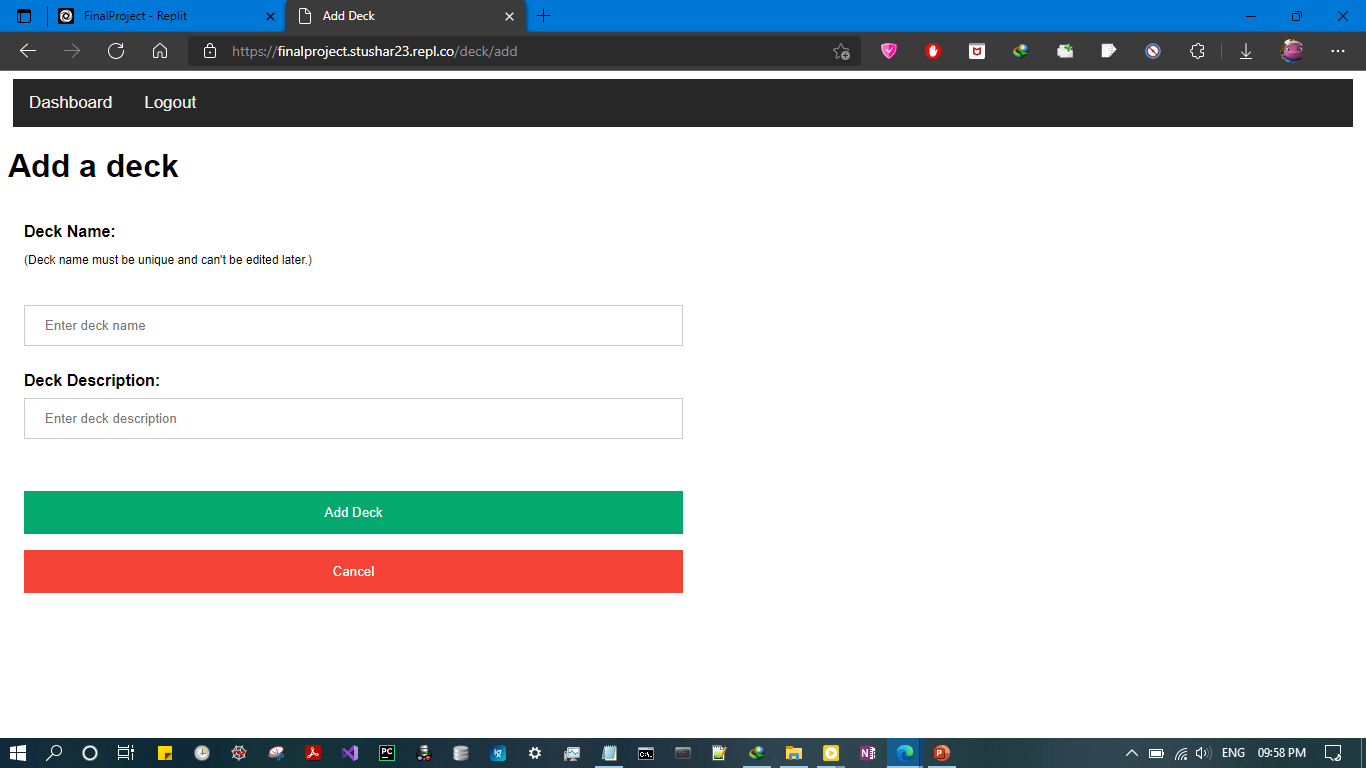 FinalProject - Replit
Add Deck
https://finalproject.stushar23.repl.co/deck/add
Dashboard Logout
Add a deck
Deck Name:
(Deck name must be unique and can't be edited later.)
Enter deck name
Deck Description:
Enter deck description
Add Deck
Cancel
PC
ENG 09:58 PM